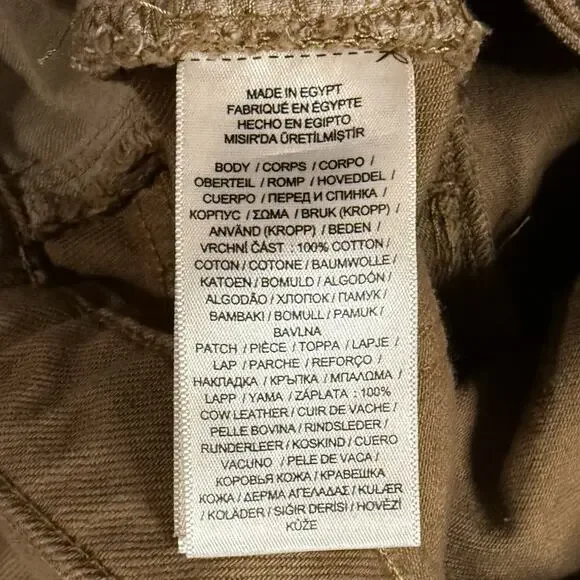 MADE IN EGYPT
FABRIQUÉ EN ÉGYPTE
HECHO EN EGIPTO
MISIR'DA ÜRETİLMİŞTİR
BODY / CORPS / CORPO /
OBERTEIL / ROMP / HOVEDDEL /
CUERPO / ПЕРЕД И СПИНКА /
КОРПУС / ΣΩΜΑ / BRUK (KROPP) /
ANVÄND (KROPP) / BEDEN /
VRCHNÍ ČÁST : 100% COTTON /
COTON / COTONE / BAUMWOLLE /
KATOEN / BOMULD / ALGODÓN /
ALGODÃO / ХЛОПОК / ПАМУК /
ΒΑΜΒΑΚΙ / BOMULL / PAMUK /
BAVLNA
PATCH / PIÈCE / TOPPA / LAPJE /
LAP / PARCHE / REFORÇO /
НАКЛАДКА / КРЪПКА / ΜΠΑΛΩΜΑ /
LAPP / YAMA / ZÁPLATA : 100%
COW LEATHER / CUIR DE VACHE /
PELLE BOVINA / RINDSLEDER /
RUNDERLEER / KOSKIND / CUERO
VACUNO / PELE DE VACA /
КОРОВЬЯ КОЖА / КРАВЕШКА
КОЖА / ΔΕΡΜΑ ΑΓΕΛΑΔΑΣ / KULÆR
/ KOLÄDER / SIĞIR DERİSİ / HOVĚZÍ
KŮŽE